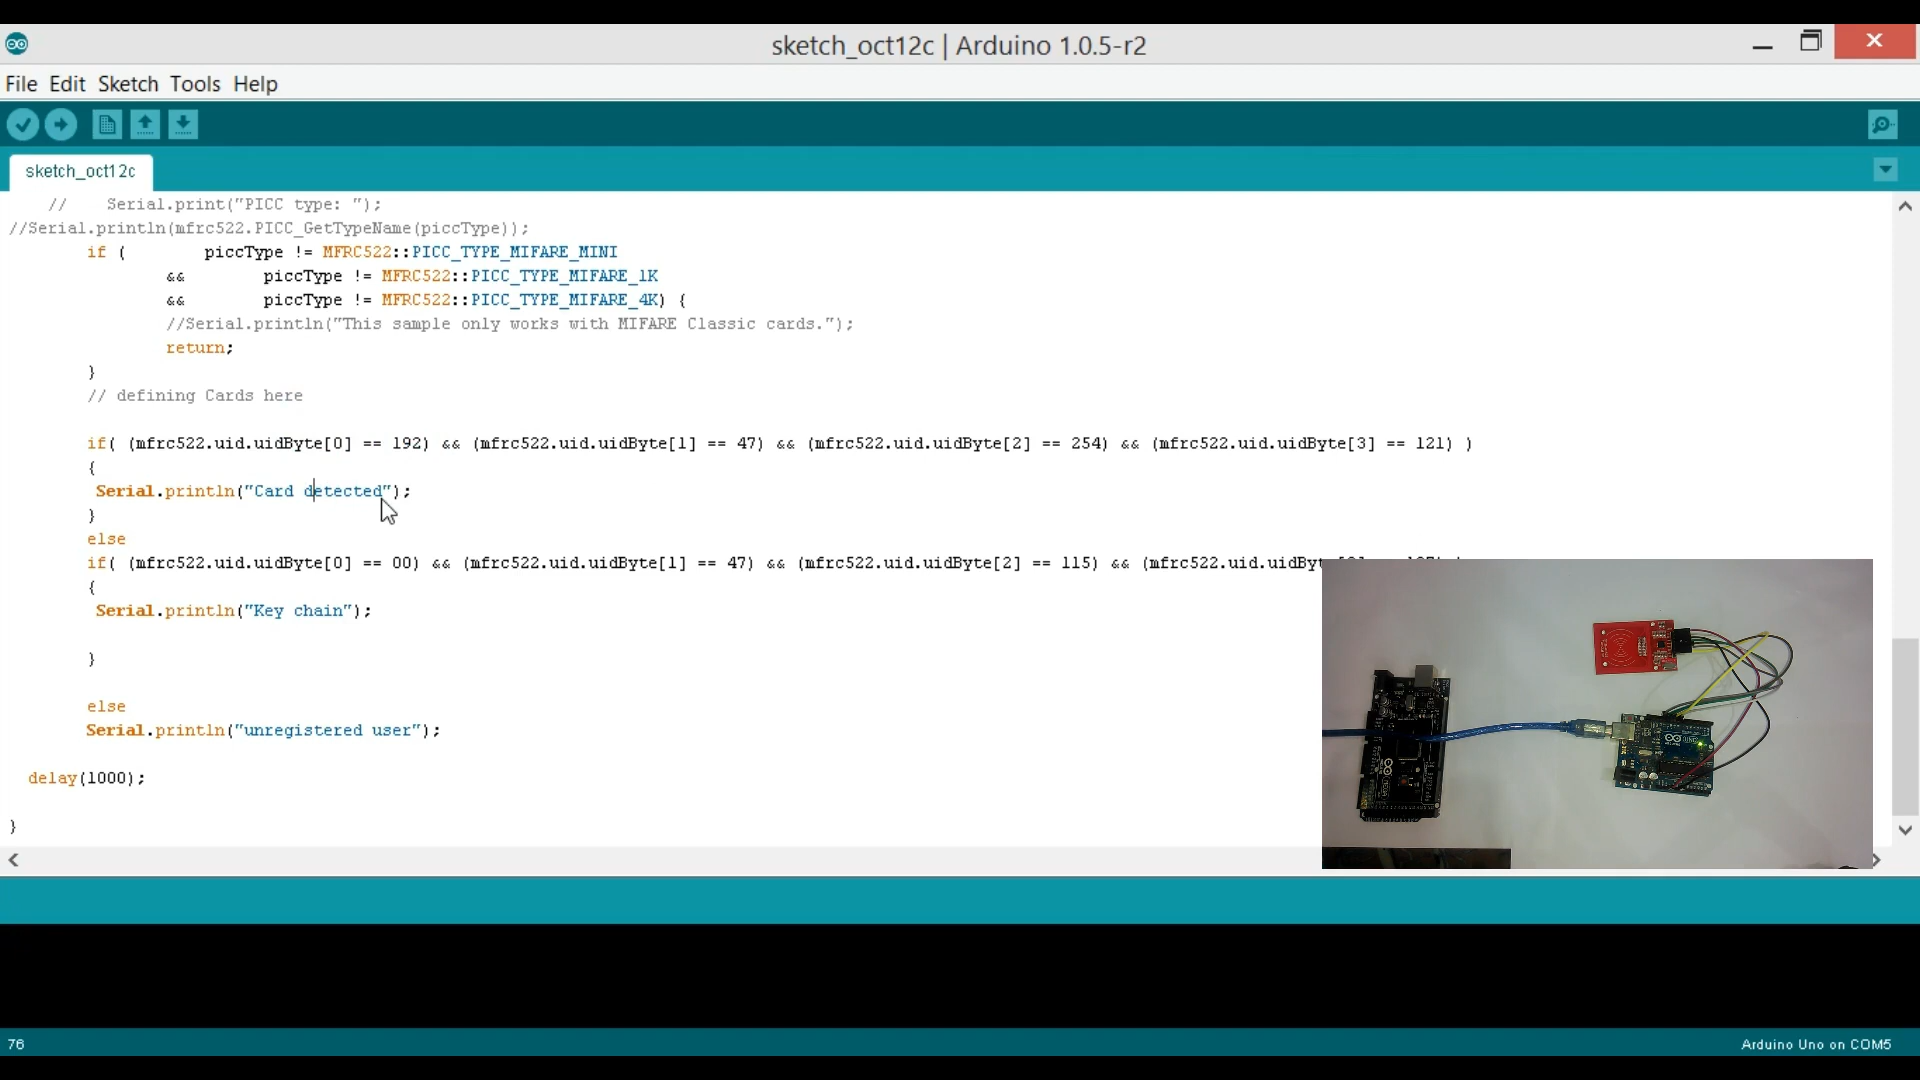 sketch_oct12c | Arduino 1.0.5-r2
File Edit Sketch Tools Help
sketch_oct12c
// Serial.print("PICC type: ");
//Serial.println(mfrc522.PICC_GetTypeName(piccType));
if ( piccType != MFRC522::PICC_TYPE_MIFARE_MINI
&& piccType != MFRC522::PICC_TYPE_MIFARE_1K
&& piccType != MFRC522::PICC_TYPE_MIFARE_4K) {
//Serial.println("This sample only works with MIFARE Classic cards.");
return;
}
// defining Cards here
if( (mfrc522.uid.uidByte[0] == 192) && (mfrc522.uid.uidByte[1] == 47) && (mfrc522.uid.uidByte[2] == 254) && (mfrc522.uid.uidByte[3] == 121) )
{
Serial.println("Card detected");
}
else
if( (mfrc522.uid.uidByte[0] == 00) && (mfrc522.uid.uidByte[1] == 47) && (mfrc522.uid.uidByte[2] == 115) && (mfrc522.uid.uidByt
{
Serial.println("Key chain");
}
else
Serial.println("unregistered user");
delay(1000);
}
76
Arduino Uno on COM5